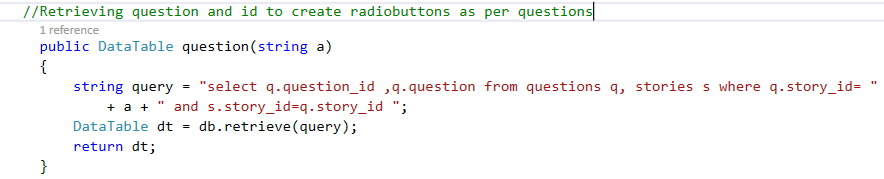 //Retrieving question and id to create radiobuttons as per questions
1 reference
public DataTable question(string a)
{
string query = "select q.question_id ,q.question from questions q, stories s where q.story_id= "
+ a + " and s.story_id=q.story_id ";
DataTable dt = db.retrieve(query);
return dt;
}